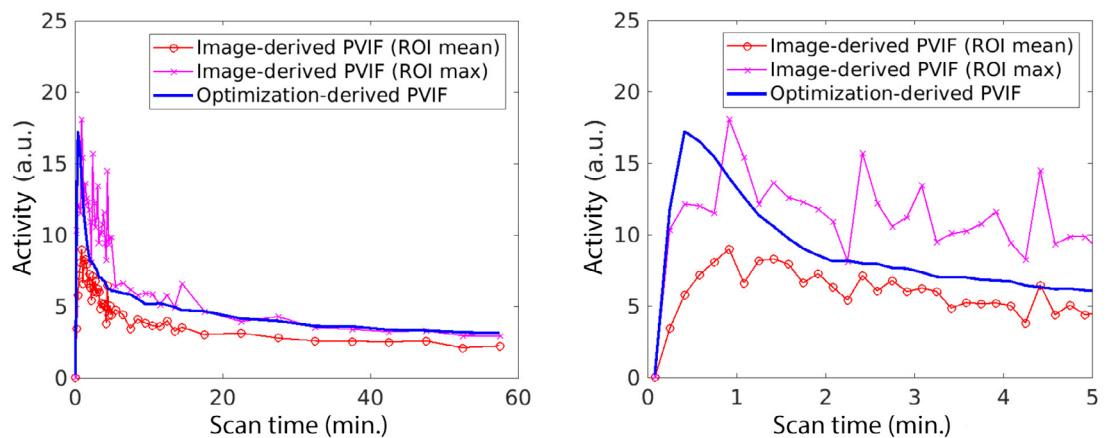 25
20
15
10
5
0
Activity (a.u.)
Image-derived PVIF (ROI mean)
Image-derived PVIF (ROI max)
Optimization-derived PVIF
0 20 40 60
Scan time (min.)
25
20
15
10
5
0
Activity (a.u.)
Image-derived PVIF (ROI mean)
Image-derived PVIF (ROI max)
Optimization-derived PVIF
0 1 2 3 4 5
Scan time (min.)